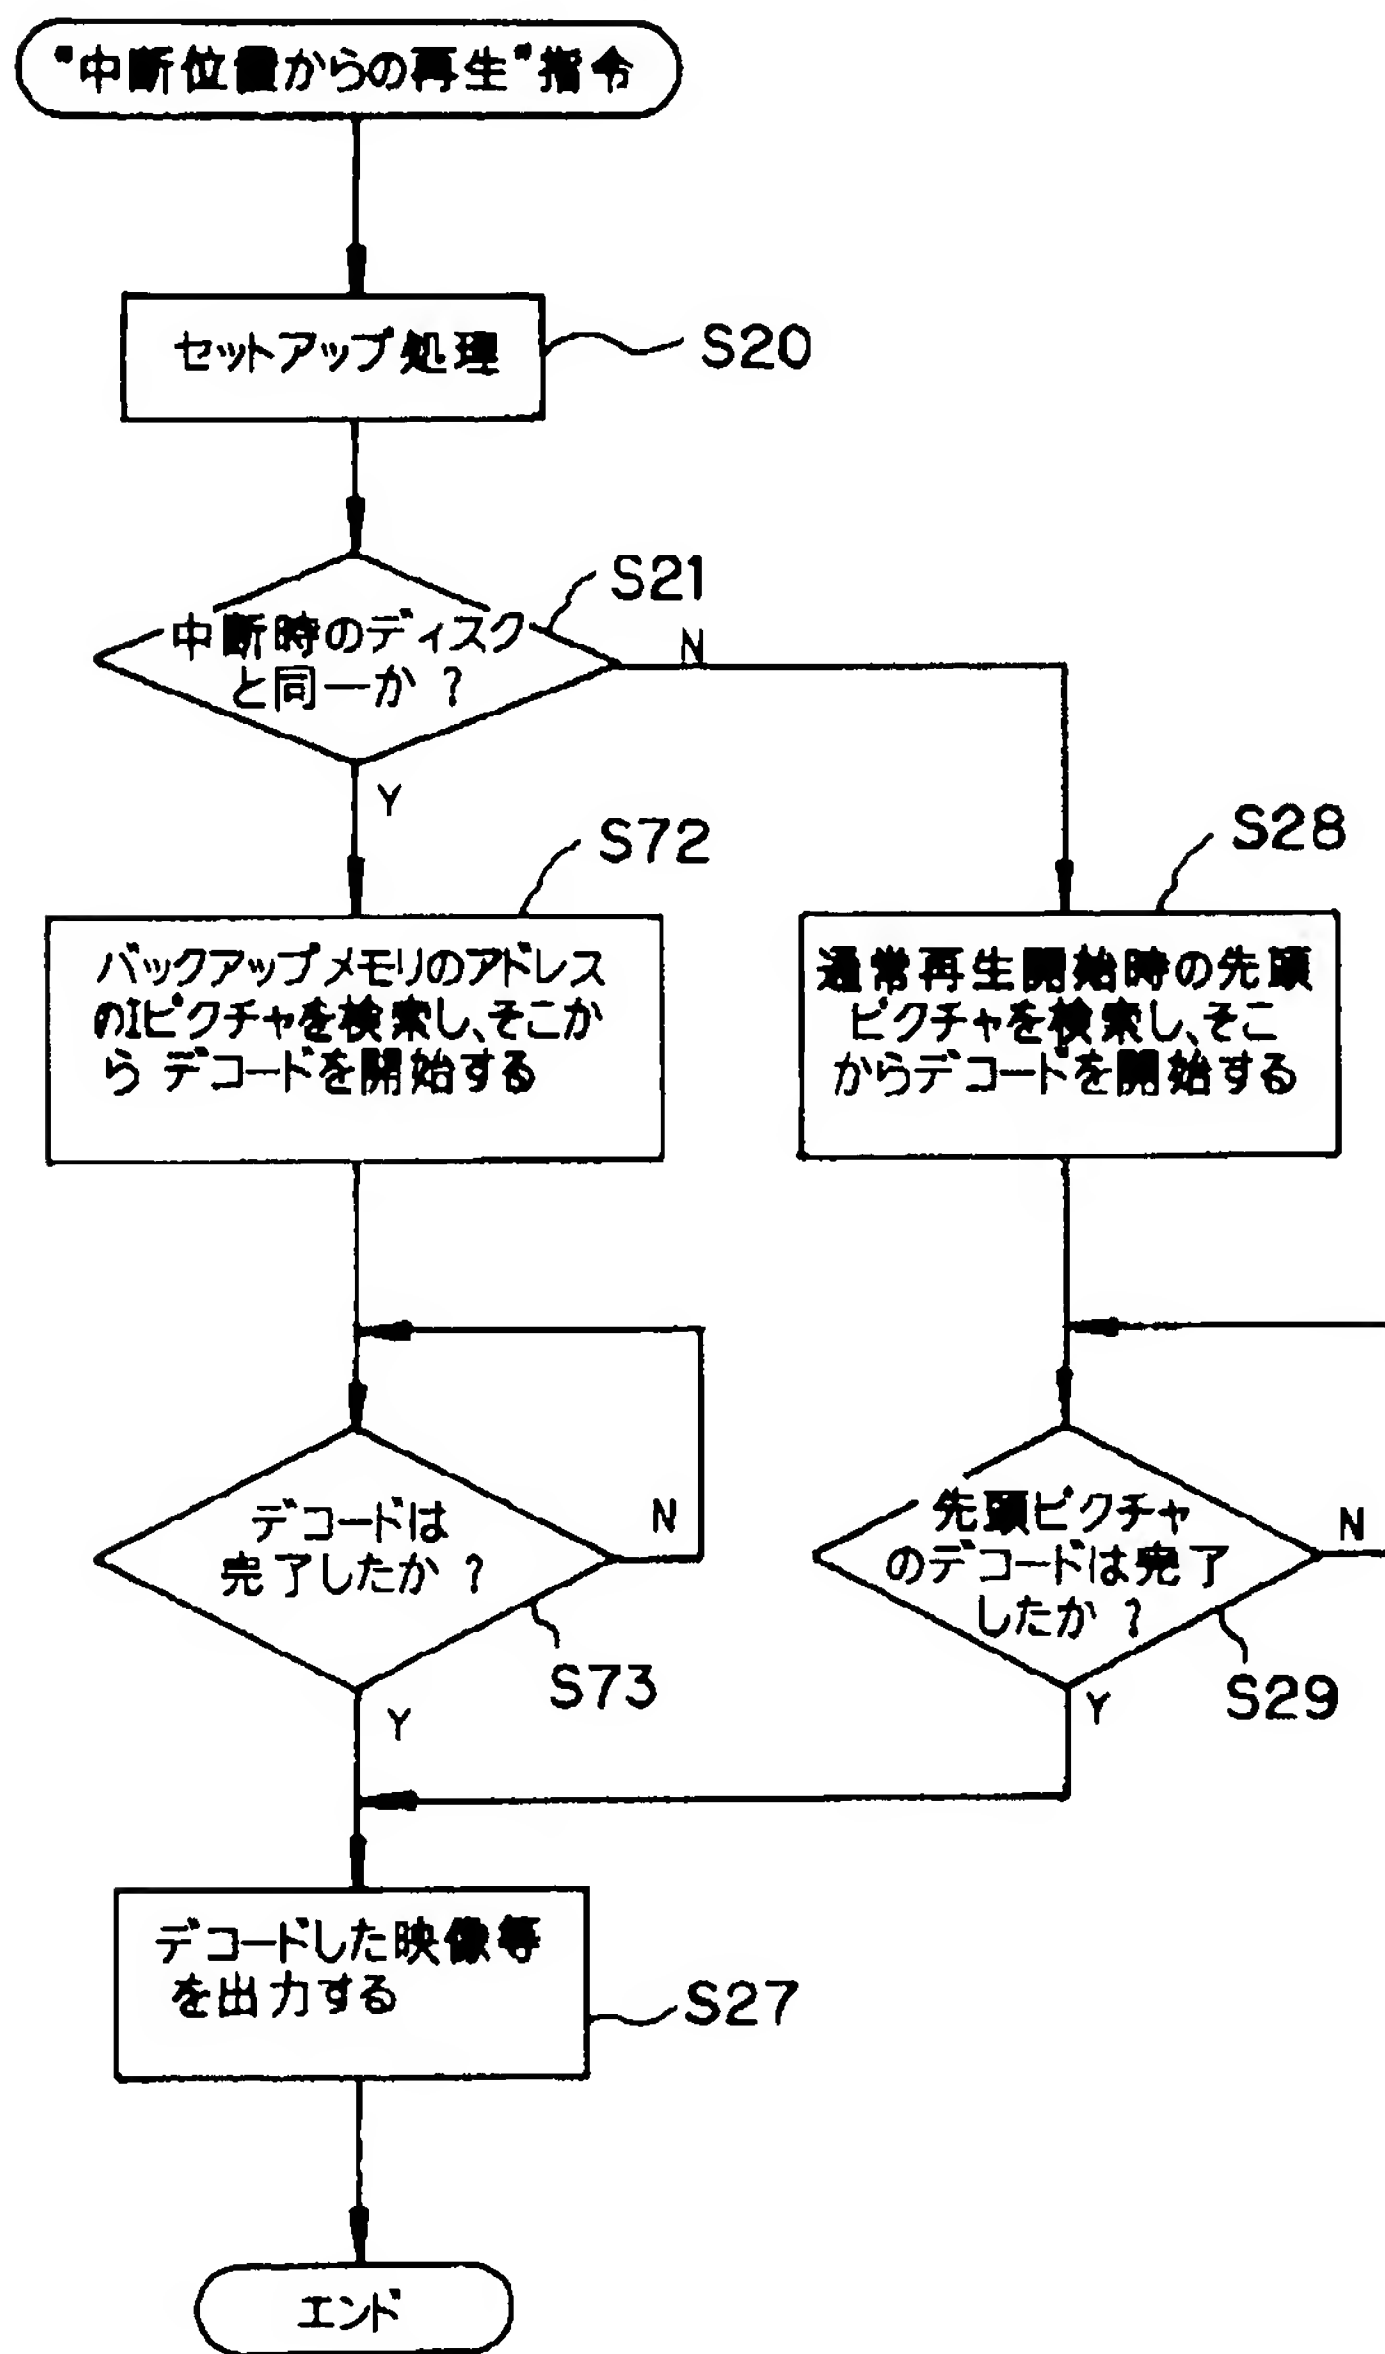 "中断位置からの再生"指令
セットアップ処理
S20
S21
中断時のディスク
と同一か?
N
Y
S72
バックアップメモリのアドレス
のIピクチャを検索し、そこか
ら デコードを開始する
S28
通常再生開始時の先頭
ピクチャを検索し、そこ
からデコードを開始する
デコードは
完了したか?
N
S73
Y
先頭ピクチャ
のデコードは完了
したか?
N
S29
Y
デコードした映像等
を出力する
S27
エンド